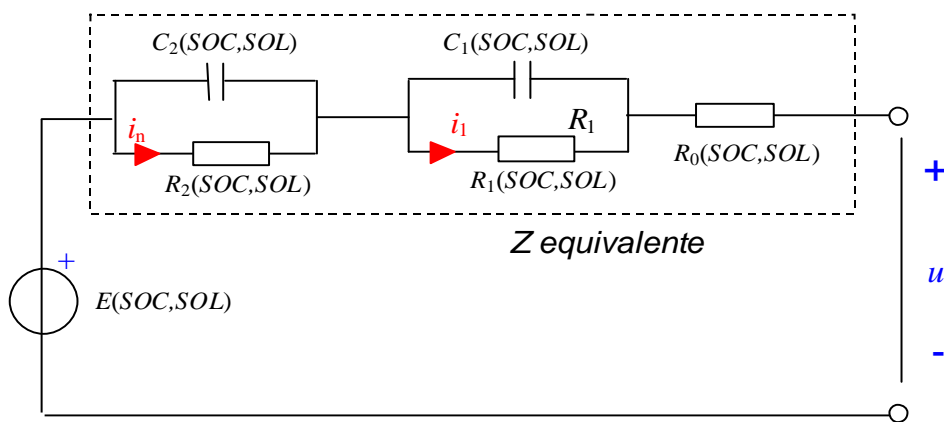 C₂(SOC,SOL)
C₁(SOC,SOL)
iₙ
i₁
R₁
R₂(SOC,SOL)
R₁(SOC,SOL)
R₀(SOC,SOL)
Z equivalente
+
E(SOC,SOL)
+
u
-